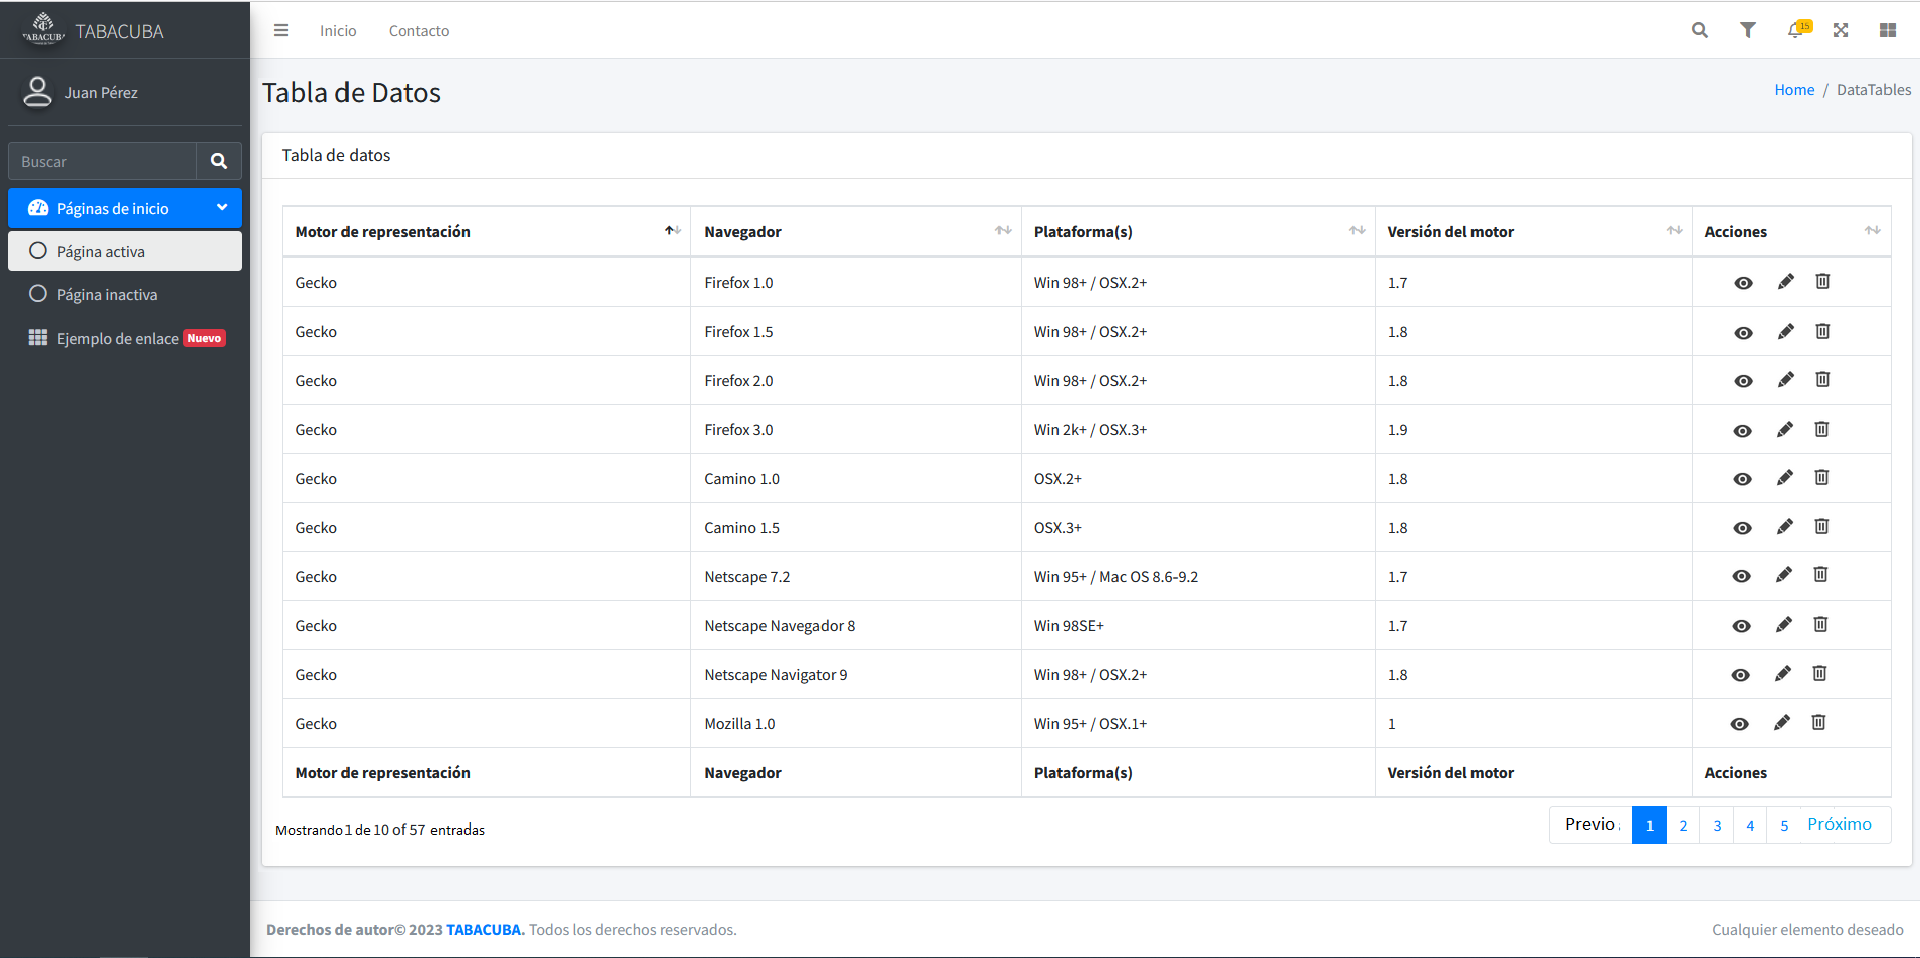 TABACUBA TABACUBA
Inicio Contacto 15
Juan Pérez
Tabla de Datos
Home / DataTables
Buscar
Tabla de datos
Páginas de inicio
Página activa
Página inactiva
Ejemplo de enlace Nuevo
Motor de representación Navegador Plataforma(s) Versión del motor Acciones
Gecko Firefox 1.0 Win 98+ / OSX.2+ 1.7
Gecko Firefox 1.5 Win 98+ / OSX.2+ 1.8
Gecko Firefox 2.0 Win 98+ / OSX.2+ 1.8
Gecko Firefox 3.0 Win 2k+ / OSX.3+ 1.9
Gecko Camino 1.0 OSX.2+ 1.8
Gecko Camino 1.5 OSX.3+ 1.8
Gecko Netscape 7.2 Win 95+ / Mac OS 8.6-9.2 1.7
Gecko Netscape Navegador 8 Win 98SE+ 1.7
Gecko Netscape Navigator 9 Win 98+ / OSX.2+ 1.8
Gecko Mozilla 1.0 Win 95+ / OSX.1+ 1
Motor de representación Navegador Plataforma(s) Versión del motor Acciones
Mostrando 1 de 10 of 57 entradas
Previo 1 2 3 4 5 Próximo
Derechos de autor© 2023 TABACUBA. Todos los derechos reservados.
Cualquier elemento deseado